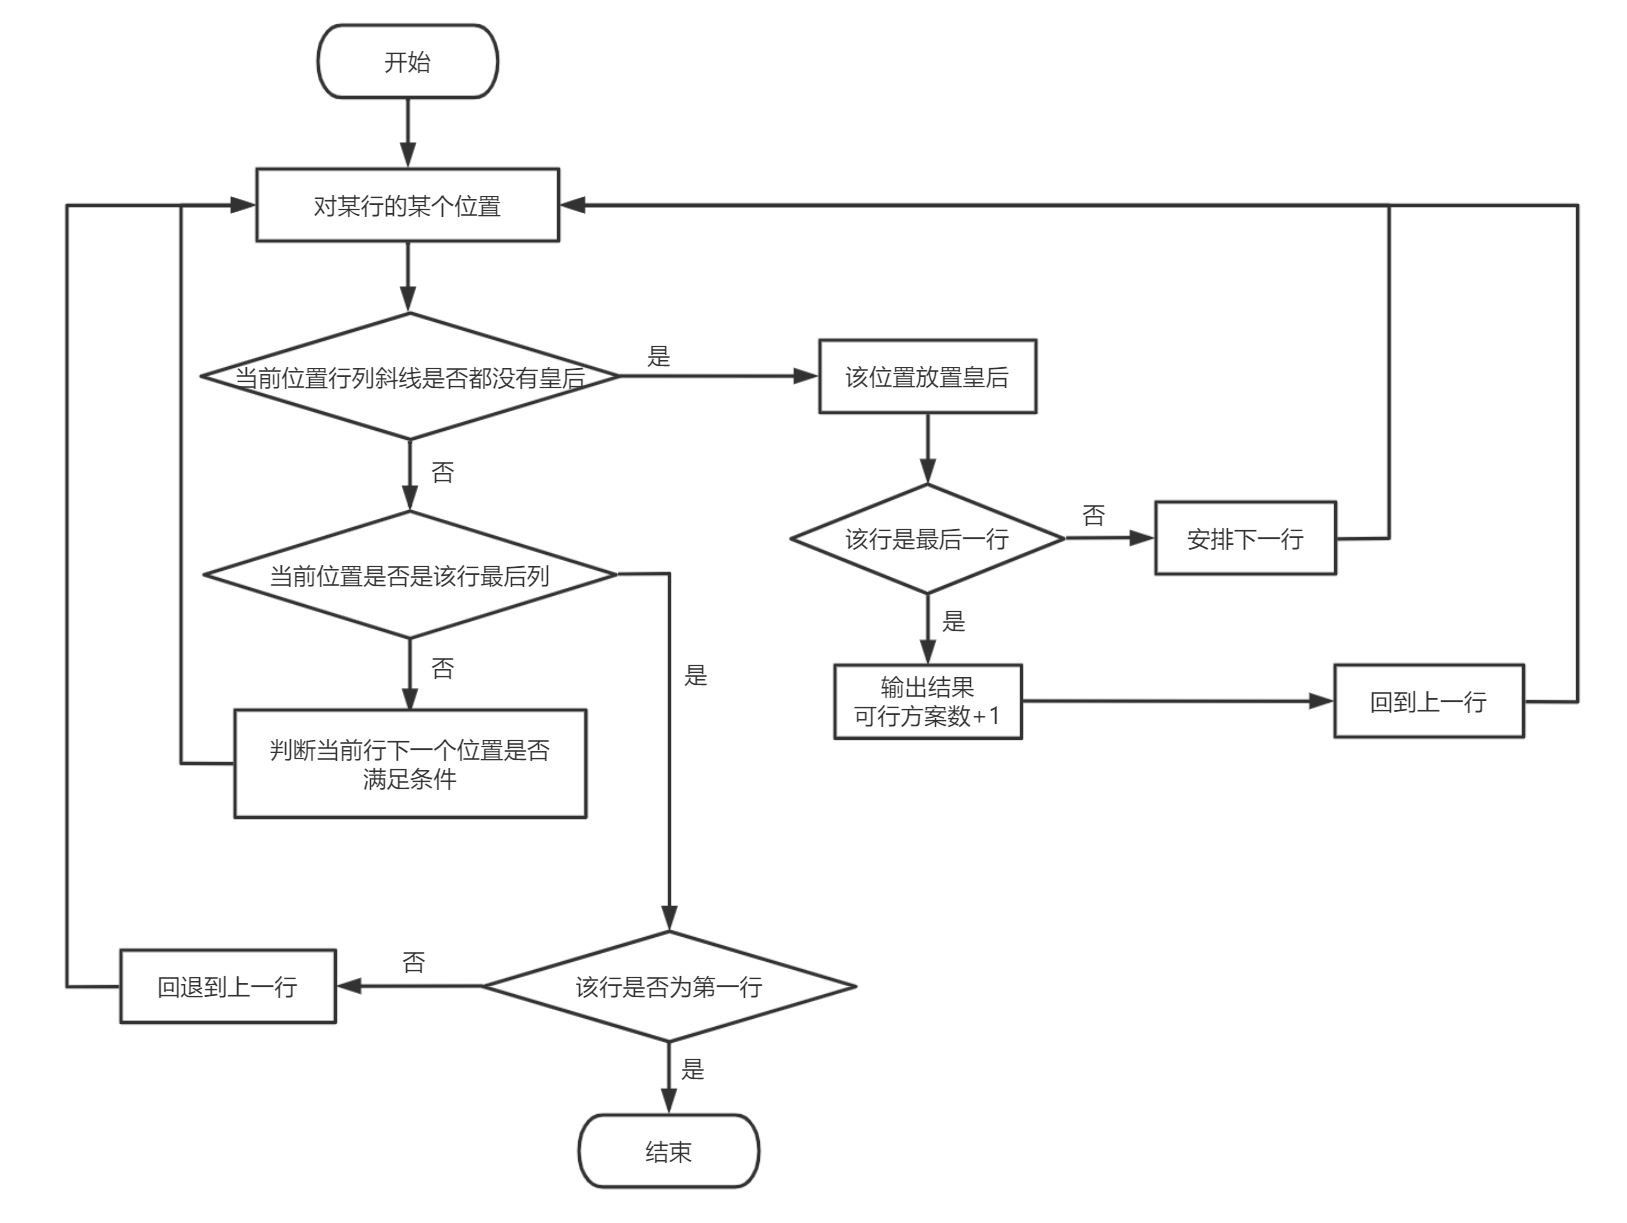 开始
对某行的某个位置
当前位置行列斜线是否都没有皇后
是
该位置放置皇后
否
该行是最后一行
否
安排下一行
当前位置是否是该行最后列
是
否
是
输出结果
可行方案数+1
回到上一行
判断当前行下一个位置是否
满足条件
回退到上一行
否
该行是否为第一行
是
结束